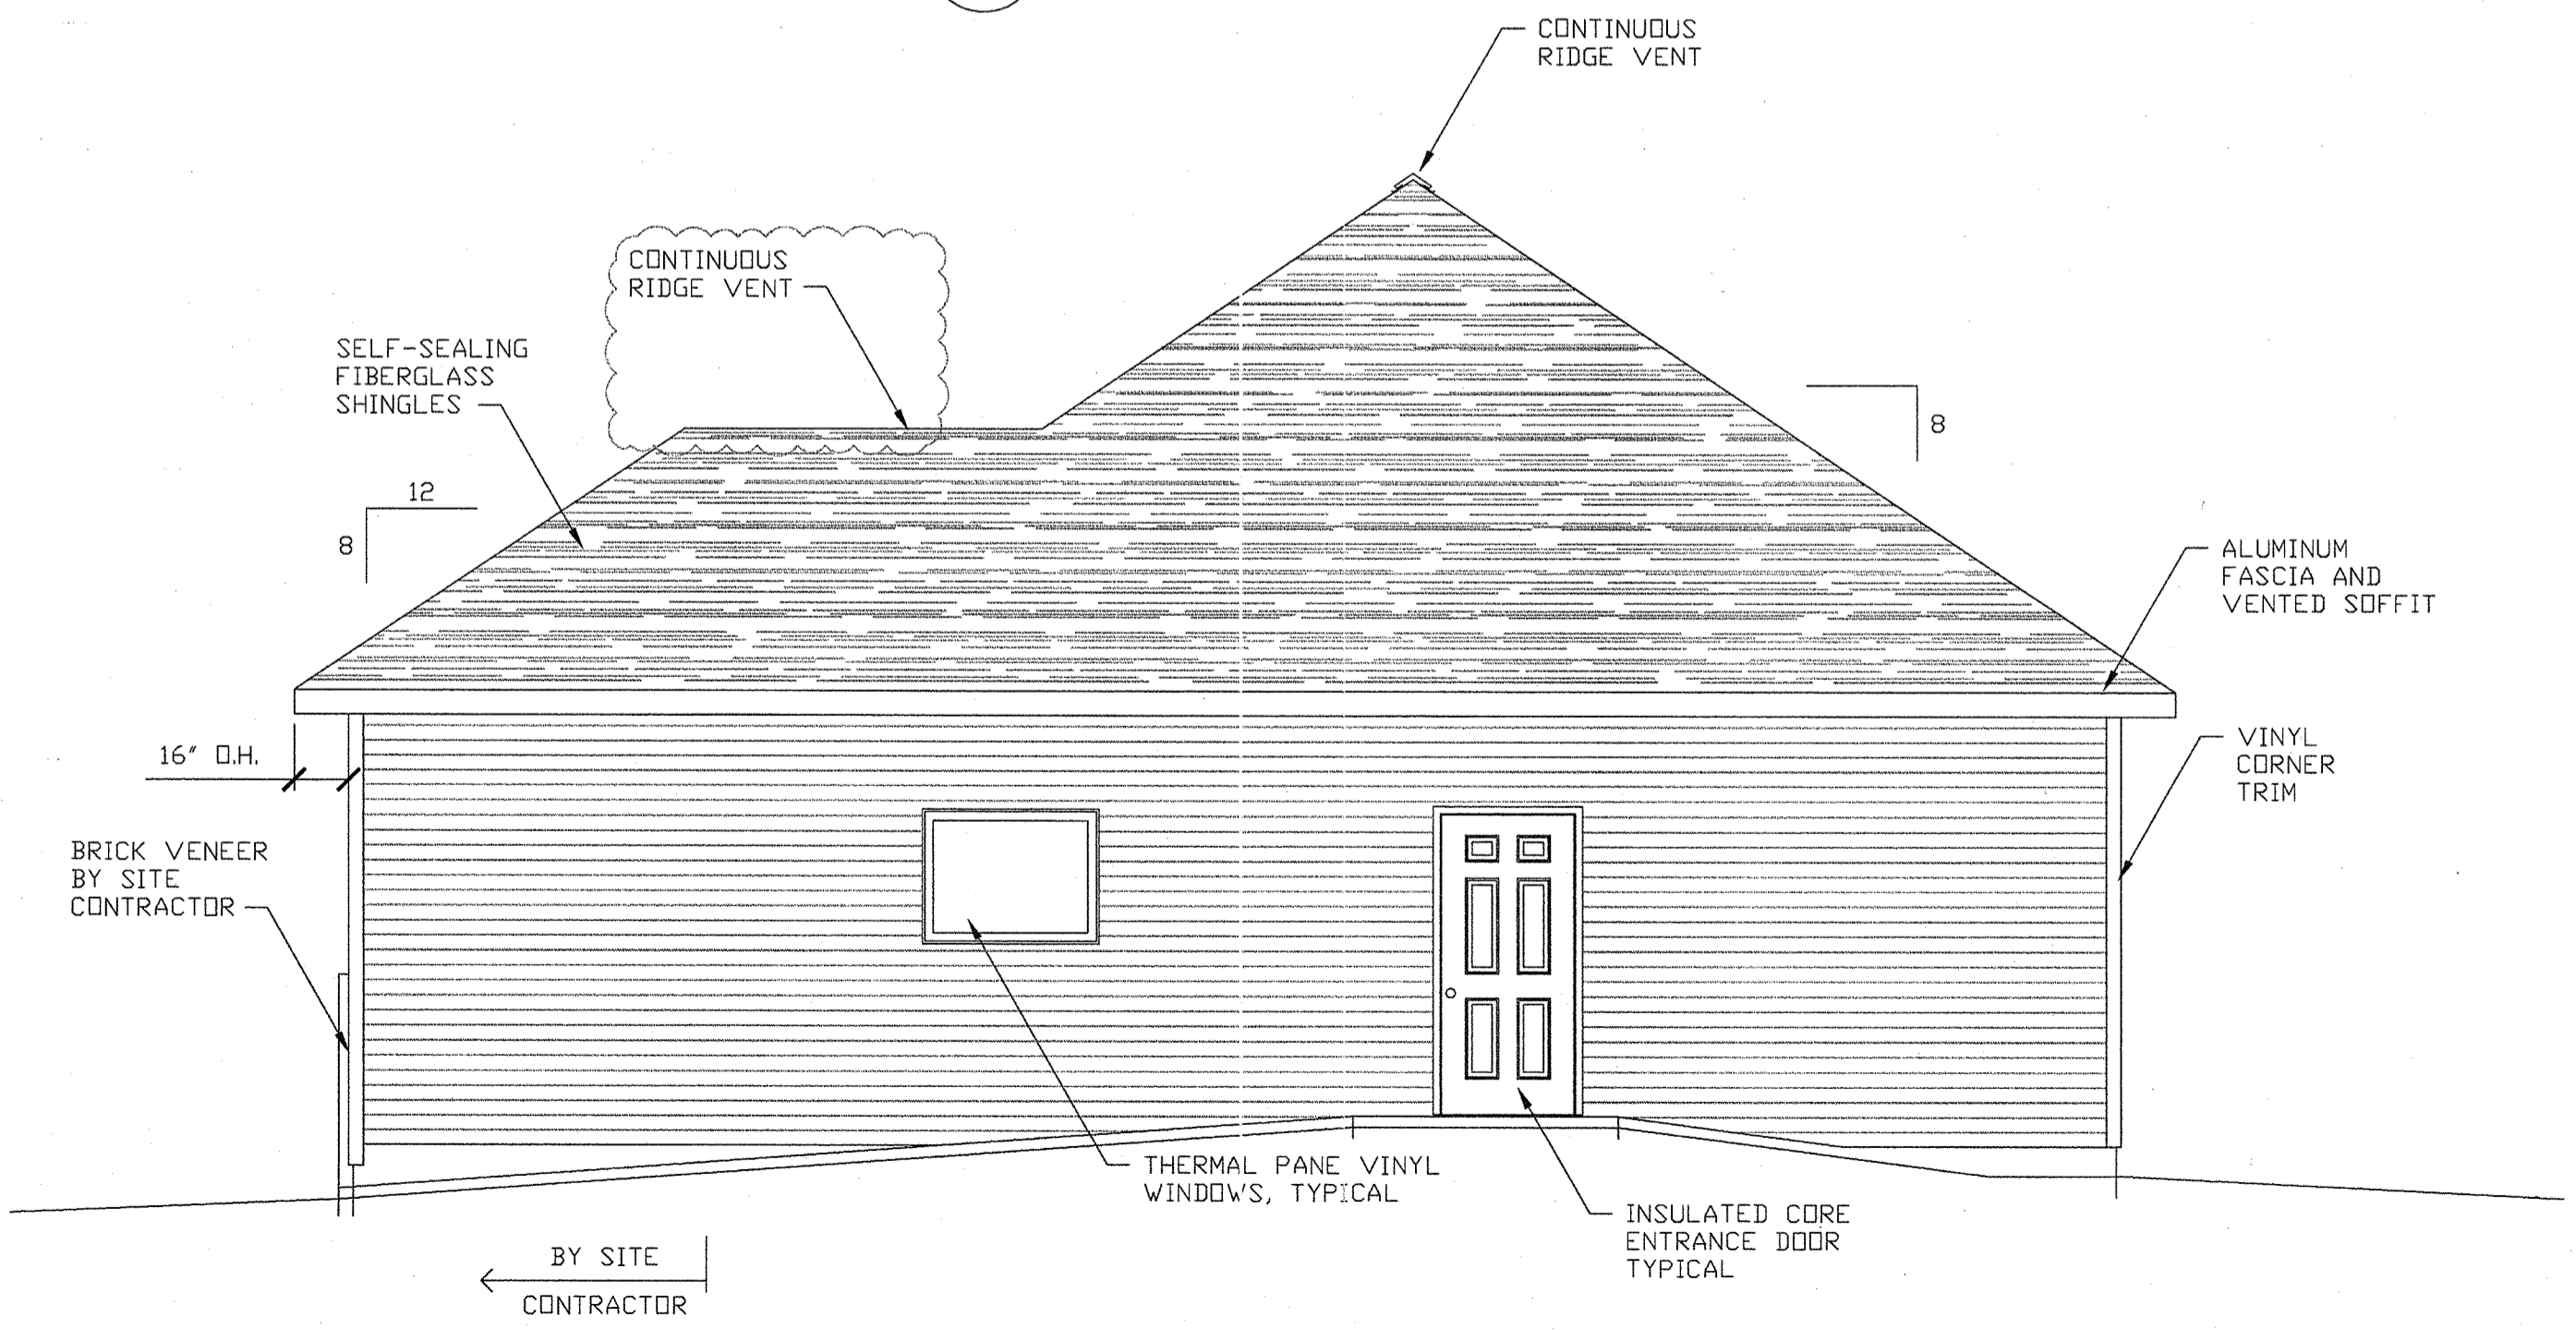 CONTINUOUS
RIDGE VENT
CONTINUOUS
RIDGE VENT
SELF-SEALING
FIBERGLASS
SHINGLES
12
8
8
ALUMINUM
FASCIA AND
VENTED SOFFIT
16" O.H.
VINYL
CORNER
TRIM
BRICK VENEER
BY SITE
CONTRACTOR
THERMAL PANE VINYL
WINDOW'S, TYPICAL
INSULATED CORE
ENTRANCE DOOR
TYPICAL
BY SITE
CONTRACTOR